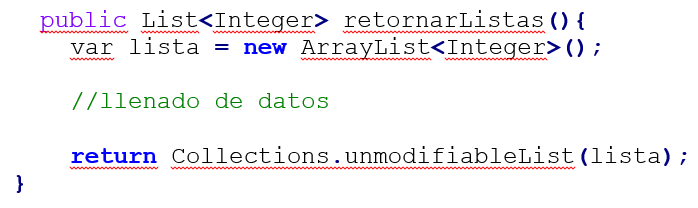 public List<Integer> retornarListas(){
var lista = new ArrayList<Integer>();
//llenado de datos
return Collections.unmodifiableList(lista);
}